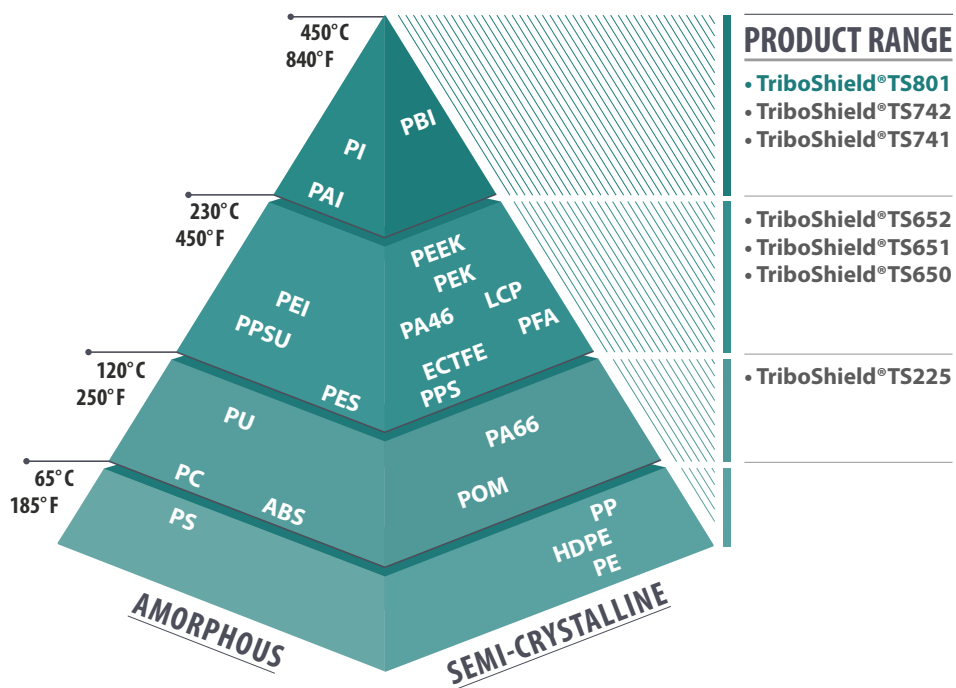 450°C
840°F
230°C
450°F
120°C
250°F
65°C
185°F
PI
PAI
PBI
PEI
PPSU
PES
PEEK
PEK
LCP
PA46
PFA
ECTFE
PPS
PU
PC
ABS
PA66
POM
PS
PP
HDPE
PE
AMORPHOUS
SEMI-CRYSTALLINE
PRODUCT RANGE
• TriboShield®TS801
• TriboShield®TS742
• TriboShield®TS741
• TriboShield®TS652
• TriboShield®TS651
• TriboShield®TS650
• TriboShield®TS225